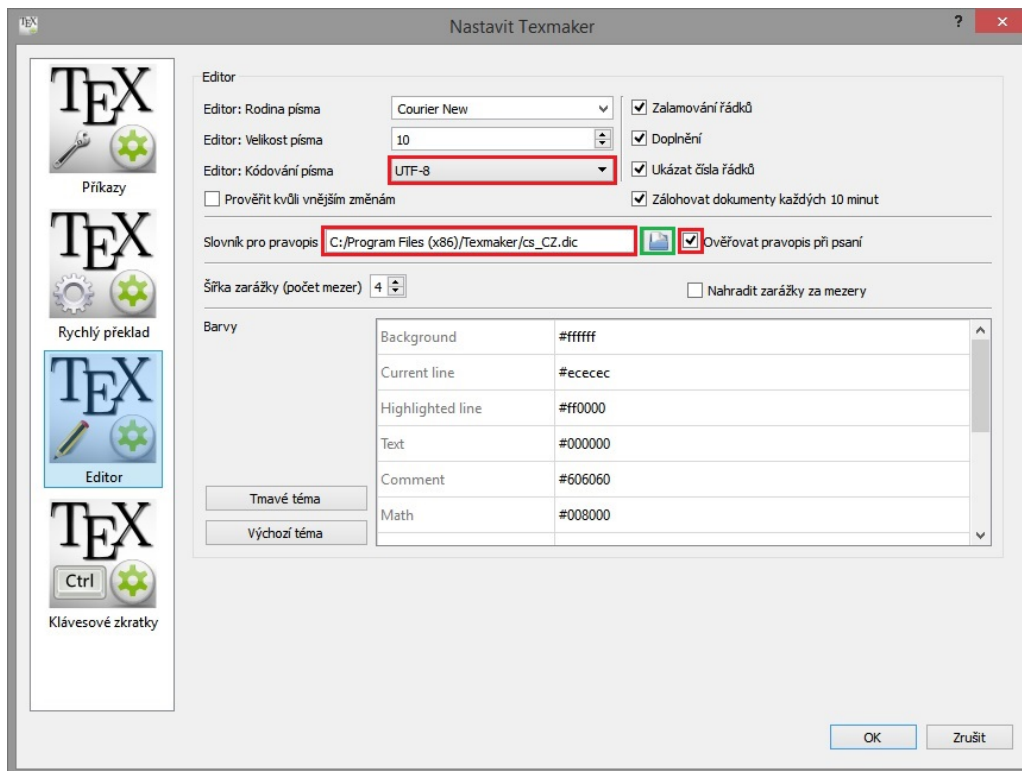 Nastavit Texmaker
TEX
Příkazy
TEX
Rychlý překlad
TEX
Editor
TEX
Ctrl
Klávesové zkratky
Editor
Editor: Rodina písma Courier New
Zalamování řádků
Editor: Velikost písma 10
Doplnění
Editor: Kódování písma UTF-8
Ukázat čísla řádků
Prověřit kvůli vnějším změnám
Zálohovat dokumenty každých 10 minut
Slovník pro pravopis C:/Program Files (x86)/Texmaker/cs_CZ.dic
Ověřovat pravopis při psaní
Šířka zarážky (počet mezer) 4
Nahradit zarážky za mezery
Barvy
Background #ffffff
Current line #ececec
Highlighted line #ff0000
Text #000000
Comment #606060
Math #008000
Tmavé téma
Výchozí téma
OK
Zrušit